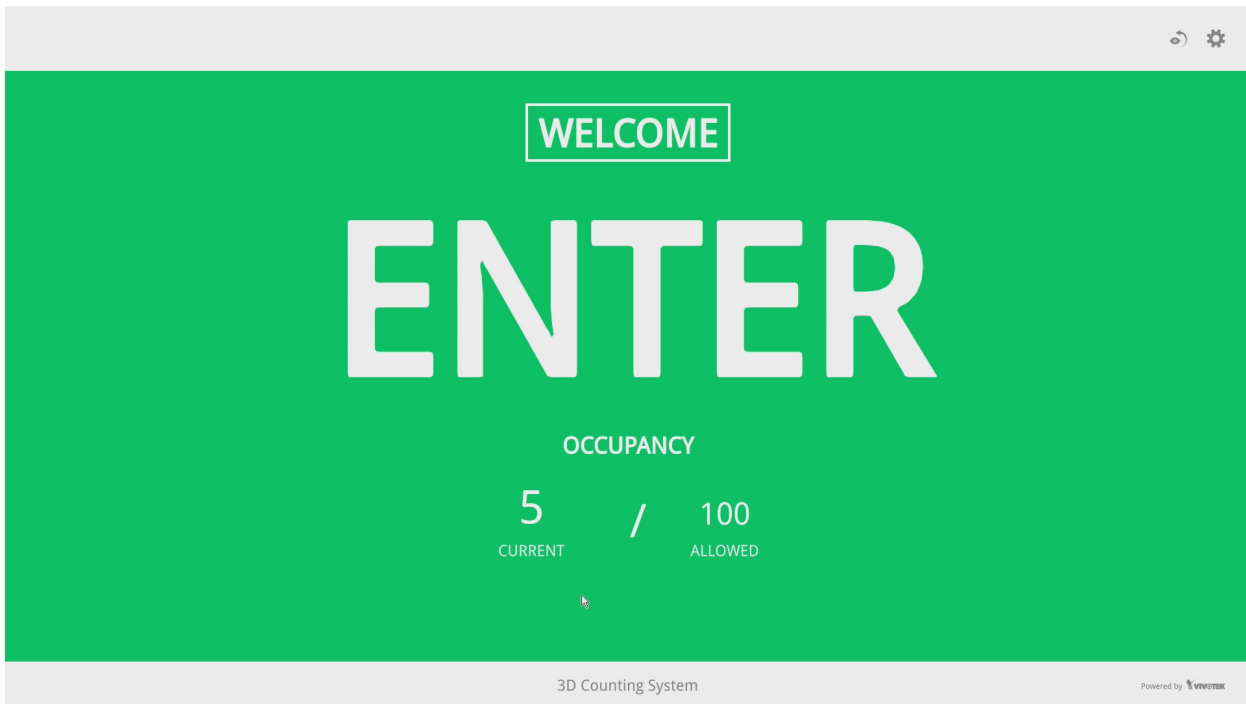 WELCOME
ENTER
OCCUPANCY
5 / 100
CURRENT ALLOWED
3D Counting System
Powered by VIVOTEK